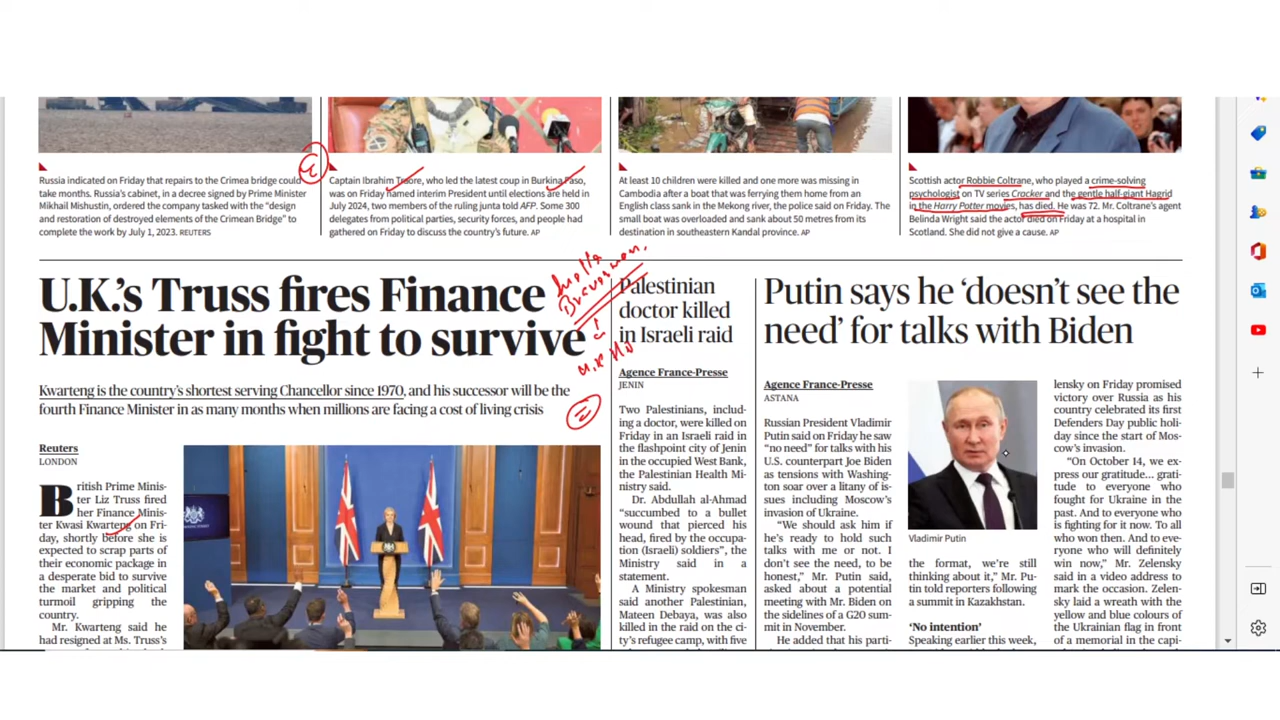 Russia indicated on Friday that repairs to the Crimea bridge could
take months. Russia's cabinet, in a decree signed by Prime Minister
Mikhail Mishustin, ordered the company tasked with the "design
and restoration of destroyed elements of the Crimean Bridge" to
complete the work by July 1, 2023. REUTERS
Captain Ibrahim Traore, who led the latest coup in Burkina Faso,
was on Friday named interim President until elections are held in
July 2024, two members of the ruling junta told AFP. Some 300
delegates from political parties, security forces, and people had
gathered on Friday to discuss the country's future. AP
At least 10 children were killed and one more was missing in
Cambodia after a boat that was ferrying them home from an
English class sank in the Mekong river, the police said on Friday. The
small boat was overloaded and sank about 50 metres from its
destination in southeastern Kandal province. AP
Scottish actor Robbie Coltrane, who played a crime-solving
psychologist on TV series Cracker and the gentle half-giant Hagrid
in the Harry Potter movies, has died. He was 72. Mr. Coltrane's agent
Belinda Wright said the actor died on Friday at a hospital in
Scotland. She did not give a cause. AP
U.K.'s Truss fires Finance
Minister in fight to survive
Kwarteng is the country's shortest serving Chancellor since 1970, and his successor will be the
fourth Finance Minister in as many months when millions are facing a cost of living crisis
Reuters
LONDON
British Prime Minis-
ter Liz Truss fired
her Finance Minis-
ter Kwasi Kwarteng on Fri-
day, shortly before she is
expected to scrap parts of
their economic package in
a desperate bid to survive
the market and political
turmoil gripping the
country.
Mr. Kwarteng said he
had resigned at Ms. Truss's
Palestinian
doctor killed
in Israeli raid
Agence France-Presse
JENIN
Two Palestinians, includ-
ing a doctor, were killed on
Friday in an Israeli raid in
the flashpoint city of Jenin
in the occupied West Bank,
the Palestinian Health Mi-
nistry said.
Dr. Abdullah al-Ahmad
"succumbed to a bullet
wound that pierced his
head, fired by the occupa-
tion (Israeli) soldiers", the
Ministry said in a
statement.
A Ministry spokesman
said another Palestinian,
Mateen Debaya, was also
killed in the raid on the ci-
ty's refugee camp, with five
Putin says he 'doesn't see the
need' for talks with Biden
Agence France-Presse
ASTANA
Russian President Vladimir
Putin said on Friday he saw
"no need" for talks with his
U.S. counterpart Joe Biden
as tensions with Washing-
ton soar over a litany of is-
sues including Moscow's
invasion of Ukraine.
"We should ask him if
he's ready to hold such
talks with me or not. I
don't see the need, to be
honest," Mr. Putin said,
asked about a potential
meeting with Mr. Biden on
the sidelines of a G20 sum-
mit in November.
He added that his parti-
Vladimir Putin
the format, we're still
thinking about it," Mr. Pu-
tin told reporters following
a summit in Kazakhstan.
'No intention'
Speaking earlier this week,
lensky on Friday promised
victory over Russia as his
country celebrated its first
Defenders Day public holi-
day since the start of Mos-
cow's invasion.
"On October 14, we ex-
press our gratitude... grati-
tude to everyone who
fought for Ukraine in the
past. And to everyone who
is fighting for it now. To all
who won then. And to eve-
ryone who will definitely
win now," Mr. Zelensky
said in a video address to
mark the occasion. Zelen-
sky laid a wreath with the
yellow and blue colours of
the Ukrainian flag in front
of a memorial in the capi-